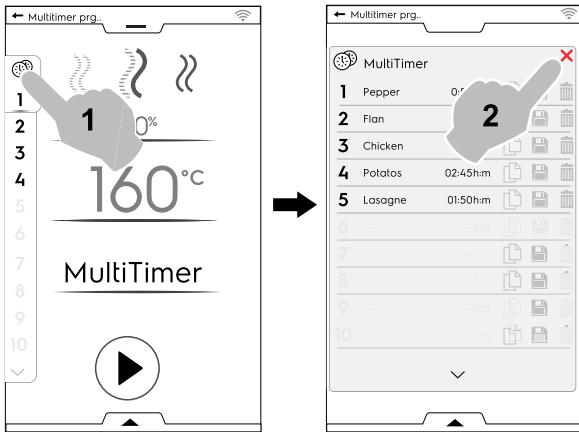 Multitimer prg..
1
2
3
4
5
6
7
8
9
10
1
0%
160°C
MultiTimer
Multitimer prg..
MultiTimer
2
1 Pepper
2 Flan
3 Chicken
4 Potatos 02:45h:m
5 Lasagne 01:50h:m
6
7
8
9
10